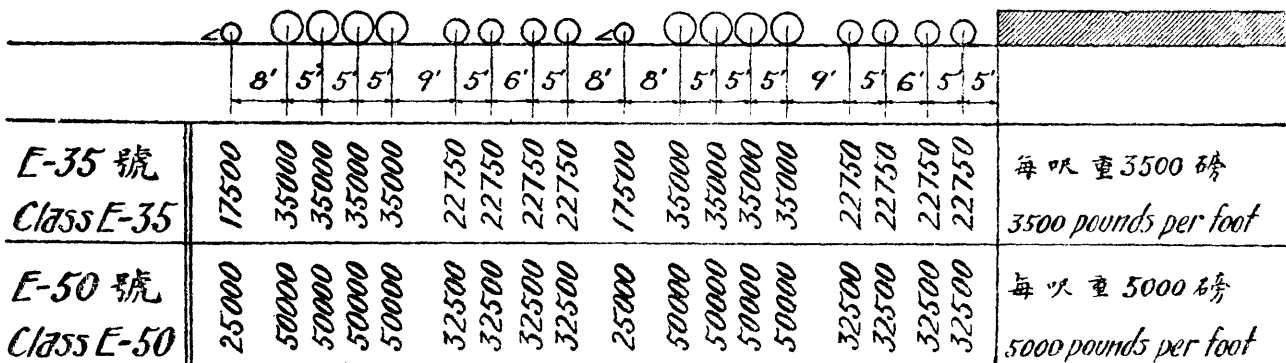 8' 5' 5' 5' 9' 5' 6' 5' 8' 8' 5' 5' 5' 9' 5' 6' 5' 5'
E-35 號
Class E-35
17500 35000 35000 35000 35000 22750 22750 22750 22750 17500 35000 35000 35000 35000 22750 22750 22750 22750
每呎重3500磅
3500 pounds per foot
E-50 號
Class E-50
25000 50000 50000 50000 50000 32500 32500 32500 32500 25000 50000 50000 50000 50000 32500 32500 32500 32500
每呎重5000磅
5000 pounds per foot